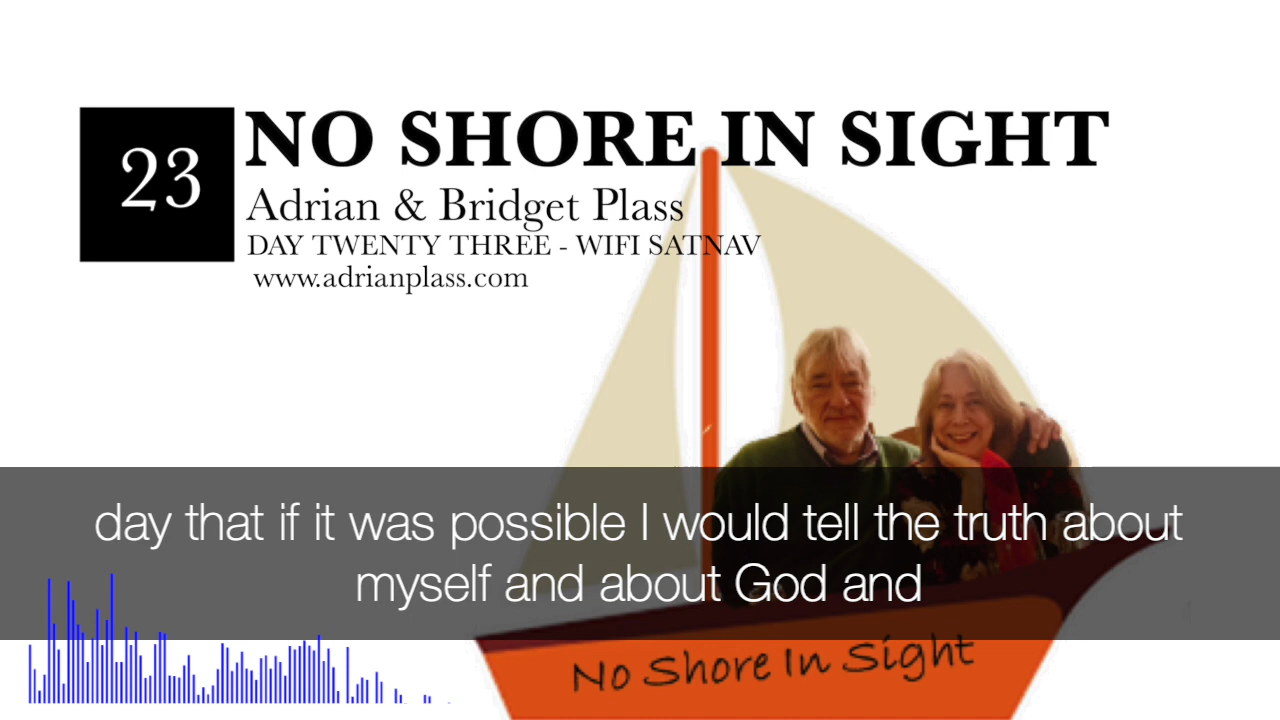 23
NO SHORE IN SIGHT
Adrian & Bridget Plass
DAY TWENTY THREE - WIFI SATNAV
www.adrianplass.com
day that if it was possible I would tell the truth about
myself and about God and
No Shore In Sight